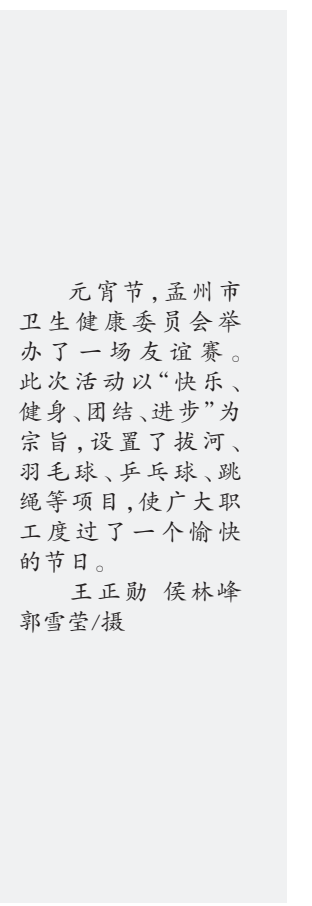 元宵节,孟州市
卫生健康委员会举
办了一场友谊赛。
此次活动以“快乐、
健身、团结、进步”为
宗旨,设置了拔河、
羽毛球、乒乓球、跳
绳等项目,使广大职
工度过了一个愉快
的节日。
王正勋 侯林峰
郭雪莹/摄